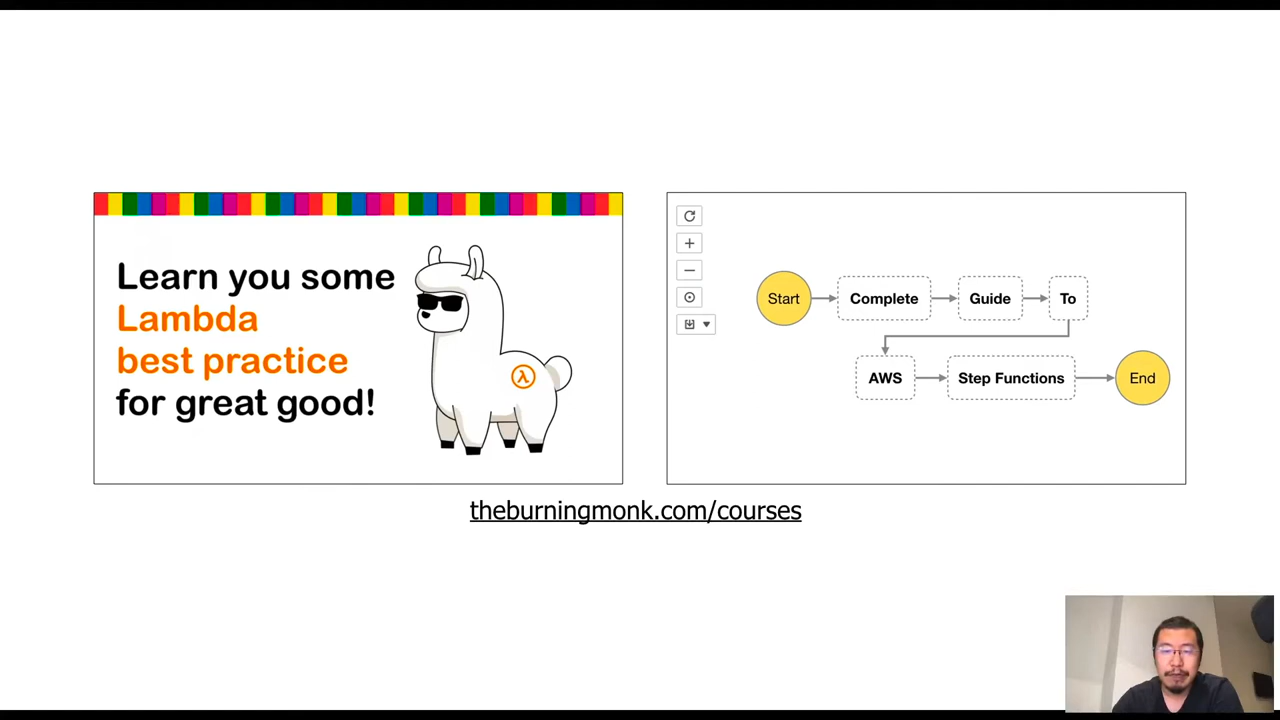 Learn you some
Lambda
best practice
for great good!
λ
Start
Complete
Guide
To
AWS
Step Functions
End
theburningmonk.com/courses